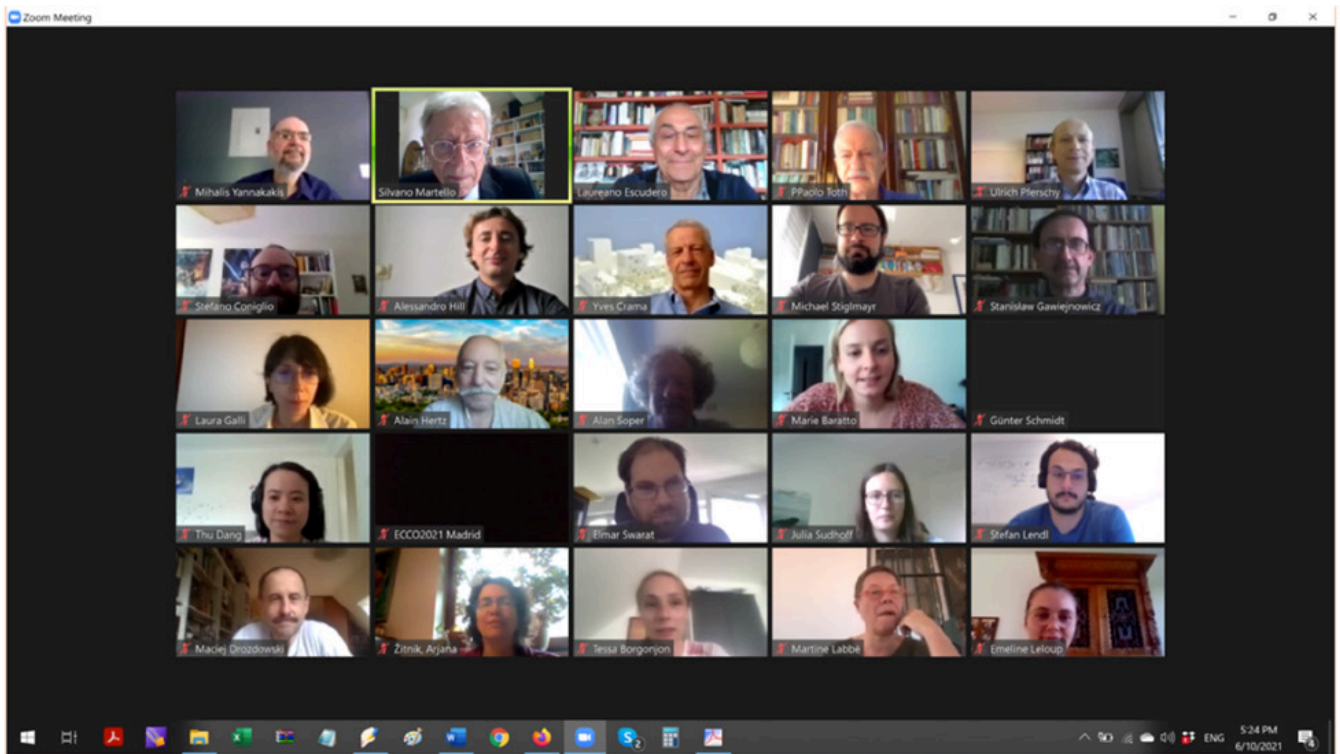 Zoom Meeting
Mihalis Yannakakis
Silvano Martello
Laureano Escudero
PPaolo Toth
Ulrich Pferschy
Stefano Coniglio
Alessandro Hill
Yves Crama
Michael Stiglmayr
Stanisław Gawiejnowicz
Laura Galli
Alain Hertz
Alan Soper
Marie Baratto
Günter Schmidt
Thu Dang
ECCO2021 Madrid
Elmar Swarat
Julia Sudhoff
Stefan Lendl
Maciej Drozdowski
Žitnik, Arjana
Tessa Borgonjon
Martine Labbé
Emeline Leloup
ENG
5:24 PM
6/10/2021